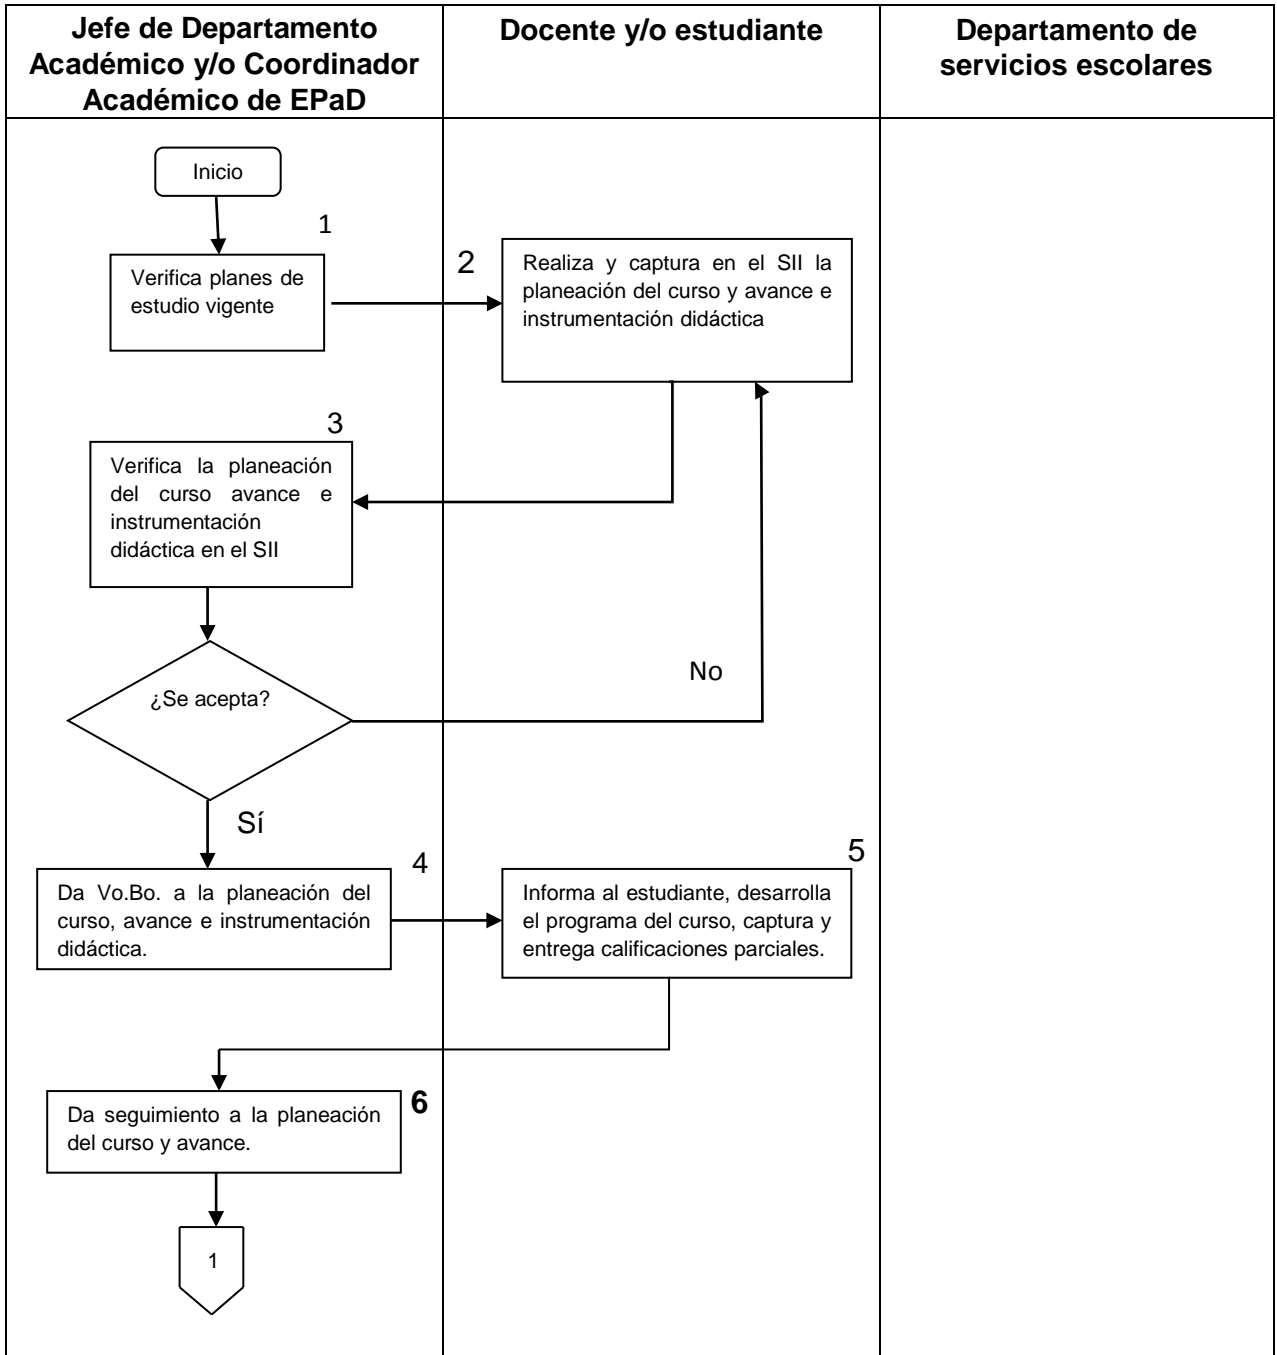 Jefe de Departamento
Académico y/o Coordinador
Académico de EPaD
Docente y/o estudiante
Departamento de
servicios escolares
Inicio
1
Verifica planes de
estudio vigente
2
Realiza y captura en el SII la
planeación del curso y avance e
instrumentación didáctica
3
Verifica la planeación
del curso avance e
instrumentación
didáctica en el SII
¿Se acepta?
No
Sí
4
Da Vo.Bo. a la planeación del
curso, avance e instrumentación
didáctica.
5
Informa al estudiante, desarrolla
el programa del curso, captura y
entrega calificaciones parciales.
6
Da seguimiento a la planeación
del curso y avance.
1